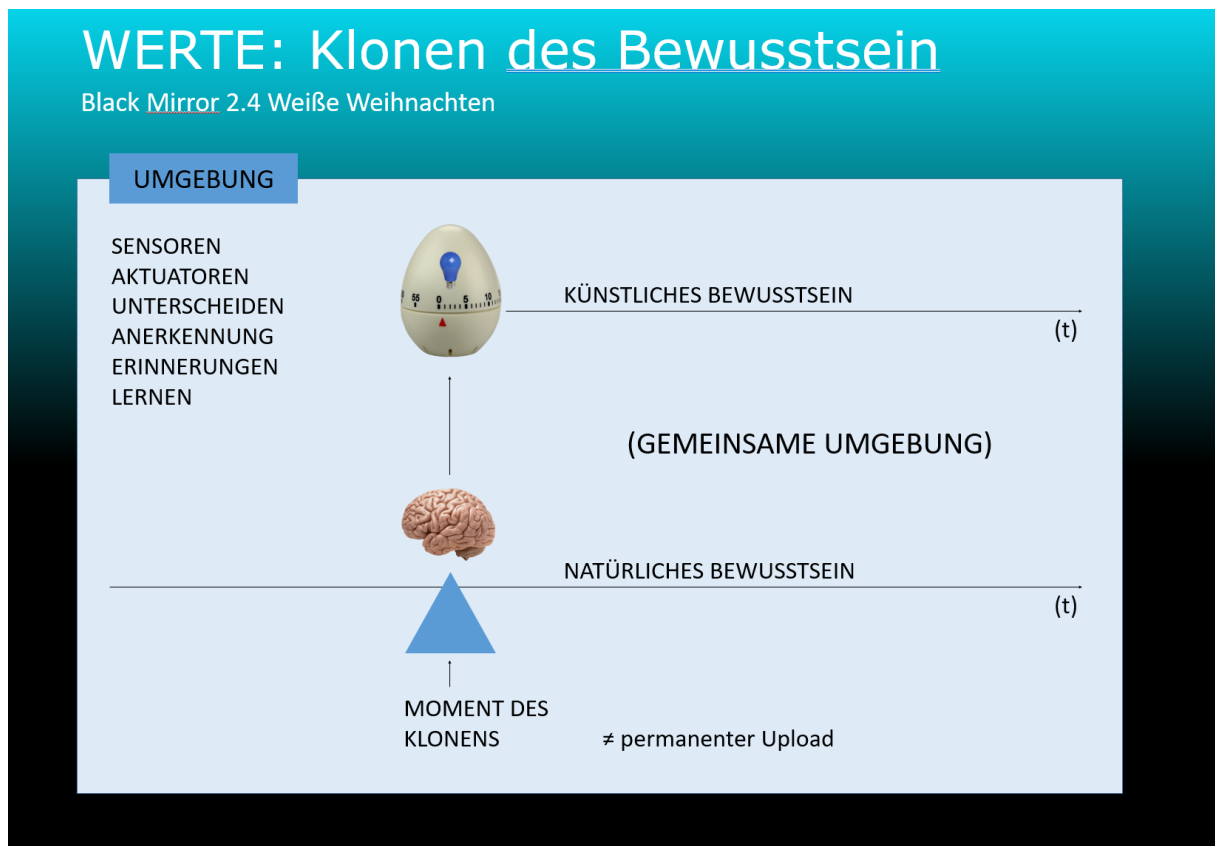 WERTE: Klonen des Bewusstsein
Black Mirror 2.4 Weiße Weihnachten
UMGEBUNG
SENSOREN
AKTUATOREN
UNTERSCHEIDEN
ANERKENNUNG
ERINNERUNGEN
LERNEN
55 0 5 10
KÜNSTLICHES BEWUSSTSEIN
(t)
(GEMEINSAME UMGEBUNG)
NATÜRLICHES BEWUSSTSEIN
(t)
MOMENT DES
KLONENS
≠ permanenter Upload